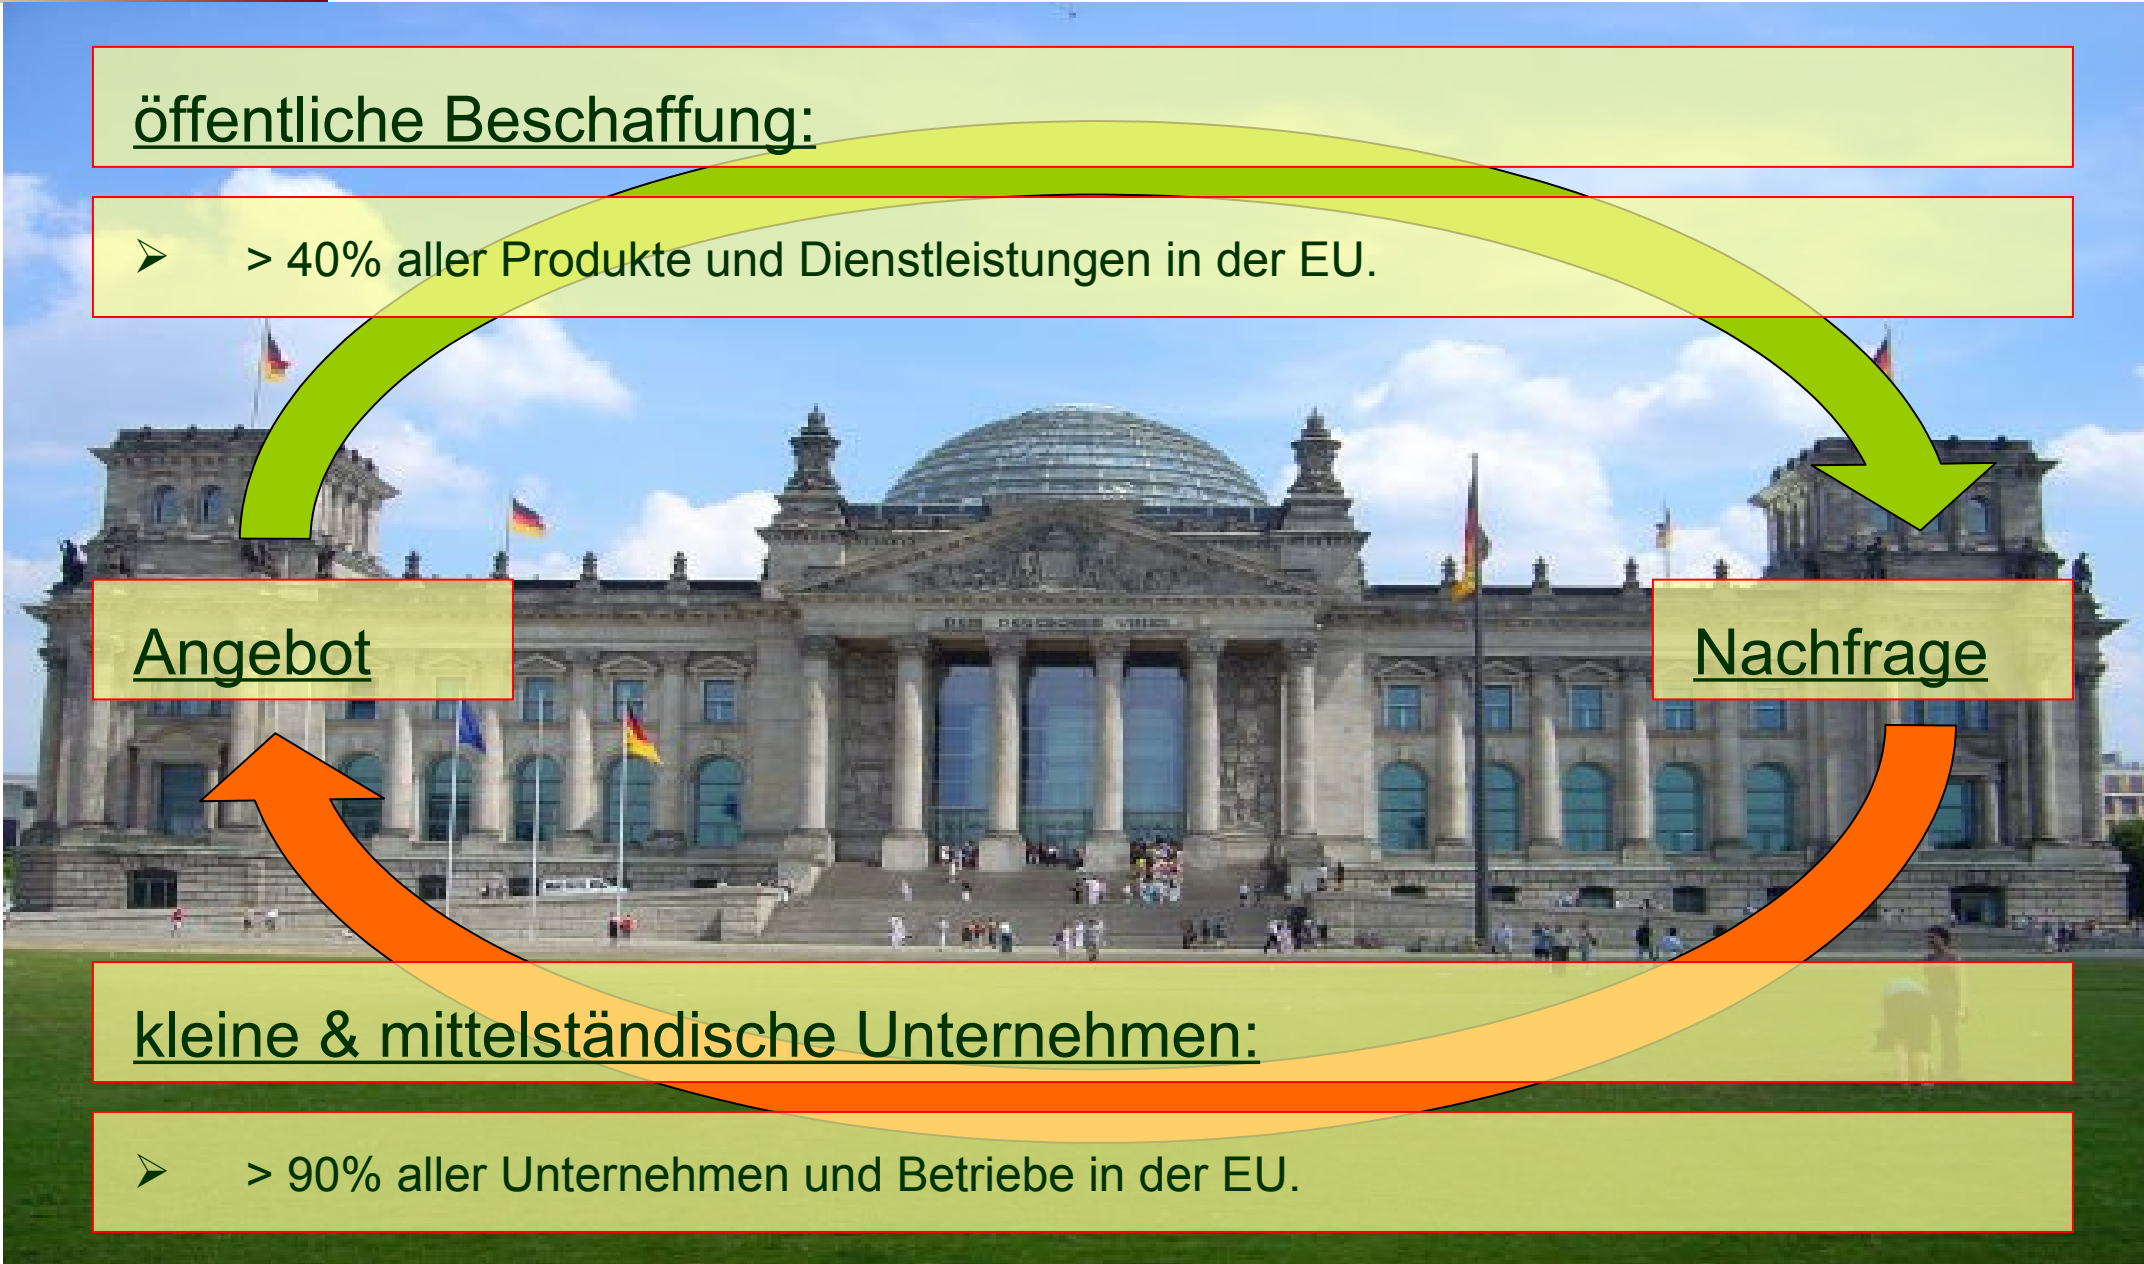 öffentliche Beschaffung:
➢ > 40% aller Produkte und Dienstleistungen in der EU.
Angebot
Nachfrage
kleine & mittelständische Unternehmen:
➢ > 90% aller Unternehmen und Betriebe in der EU.